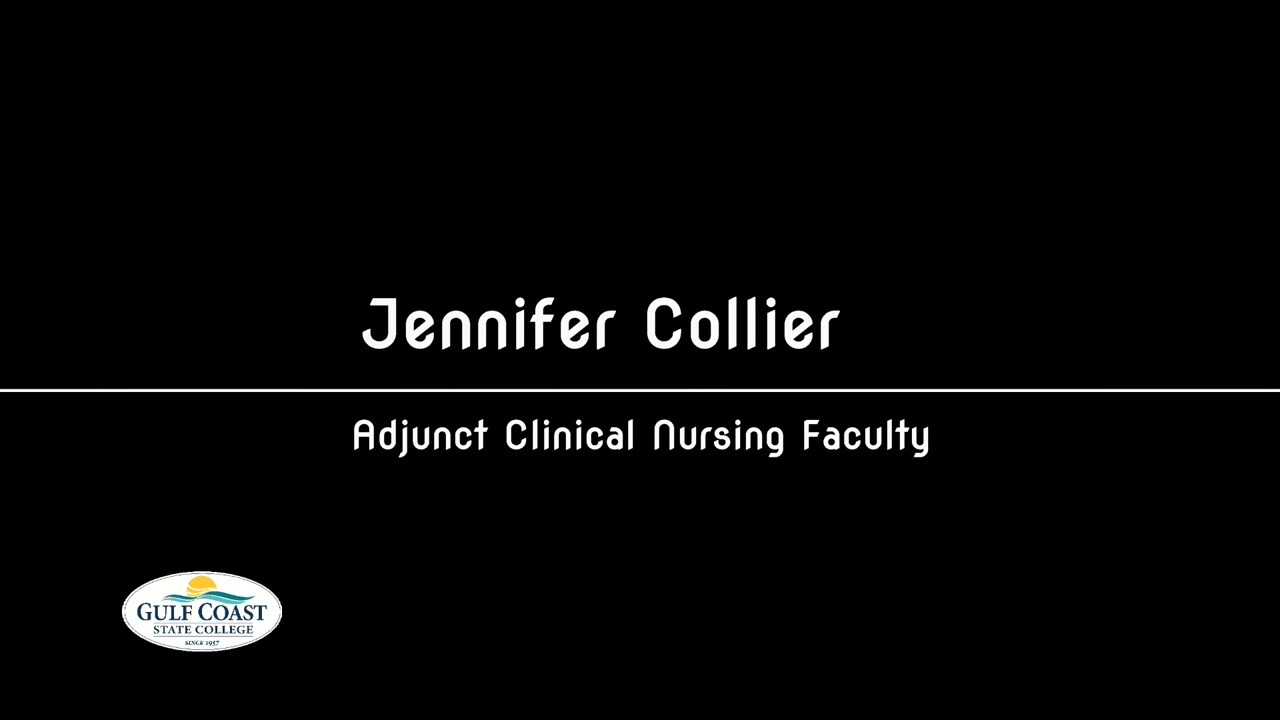 Jennifer Collier
Adjunct Clinical Nursing Faculty
GULF COAST
STATE COLLEGE
SINCE 1957